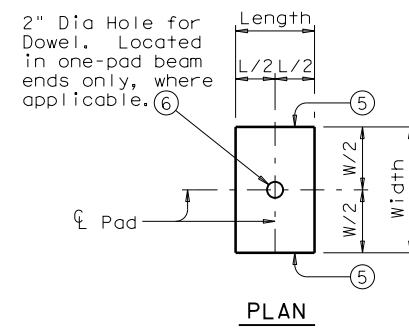 2" Dia Hole for
Dowel. Located
in one-pad beam
ends only, where
applicable. 6
Length
L/2 L/2
5
W/2
Width
W/2
℄ Pad
5
PLAN